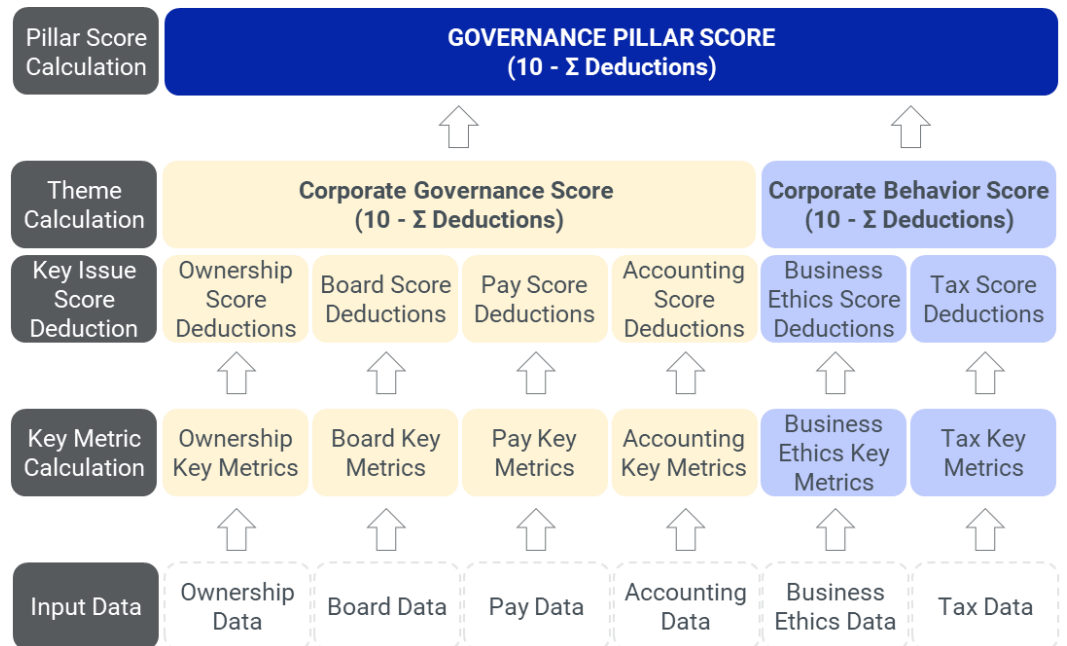 Pillar Score
Calculation
GOVERNANCE PILLAR SCORE
(10 - Σ Deductions)
Theme
Calculation
Corporate Governance Score
(10 - Σ Deductions)
Corporate Behavior Score
(10 - Σ Deductions)
Key Issue
Score
Deduction
Ownership
Score
Deductions
Board Score
Deductions
Pay Score
Deductions
Accounting
Score
Deductions
Business
Ethics Score
Deductions
Tax Score
Deductions
Key Metric
Calculation
Ownership
Key Metrics
Board Key
Metrics
Pay Key
Metrics
Accounting
Key Metrics
Business
Ethics Key
Metrics
Tax Key
Metrics
Input Data
Ownership
Data
Board Data
Pay Data
Accounting
Data
Business
Ethics Data
Tax Data